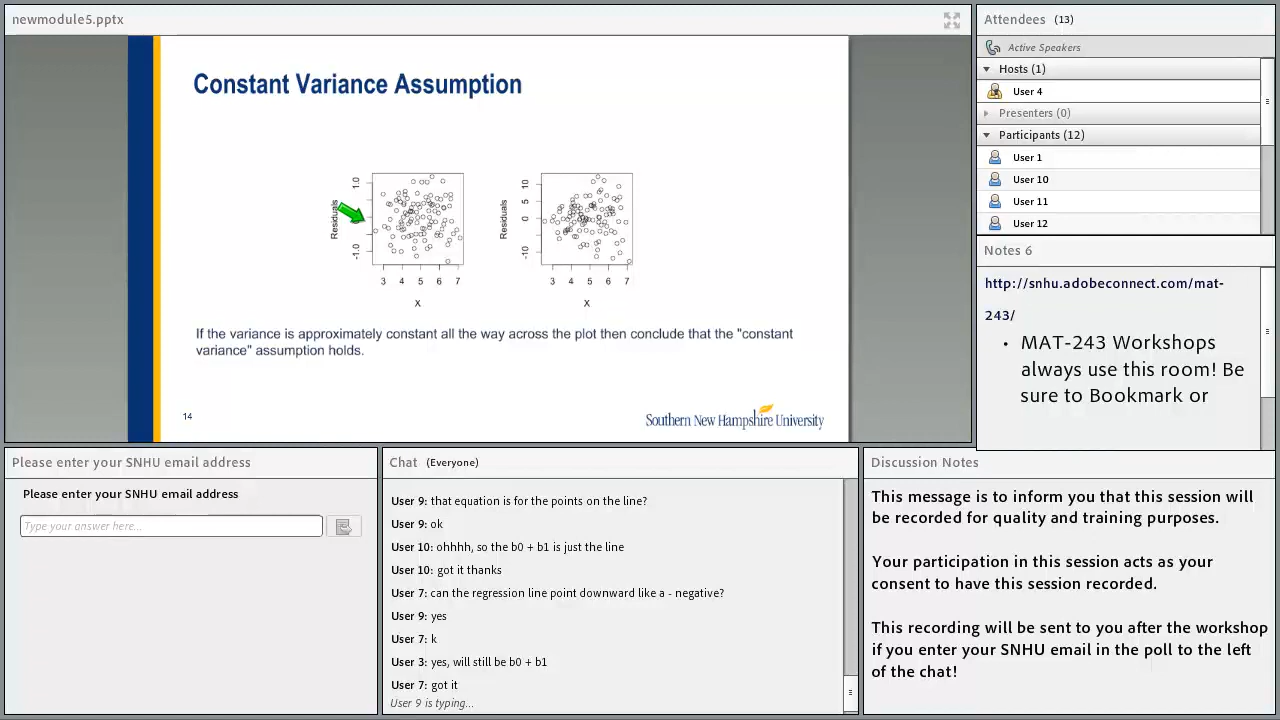 newmodule5.pptx
Constant Variance Assumption
Residuals
1.0
-1.0
3 4 5 6 7
X
Residuals
10
5
0
-10
3 4 5 6 7
X
If the variance is approximately constant all the way across the plot then conclude that the "constant
variance" assumption holds.
14
Southern New Hampshire University
Attendees (13)
Active Speakers
Hosts (1)
User 4
Presenters (0)
Participants (12)
User 1
User 10
User 11
User 12
Notes 6
http://snhu.adobeconnect.com/mat-
243/
• MAT-243 Workshops
always use this room! Be
sure to Bookmark or
Please enter your SNHU email address
Please enter your SNHU email address
Type your answer here...
Chat (Everyone)
User 9: that equation is for the points on the line?
User 9: ok
User 10: ohhhh, so the b0 + b1 is just the line
User 10: got it thanks
User 7: can the regression line point downward like a - negative?
User 9: yes
User 7: k
User 3: yes, will still be b0 + b1
User 7: got it
User 9 is typing...
Discussion Notes
This message is to inform you that this session will
be recorded for quality and training purposes.
Your participation in this session acts as your
consent to have this session recorded.
This recording will be sent to you after the workshop
if you enter your SNHU email in the poll to the left
of the chat!